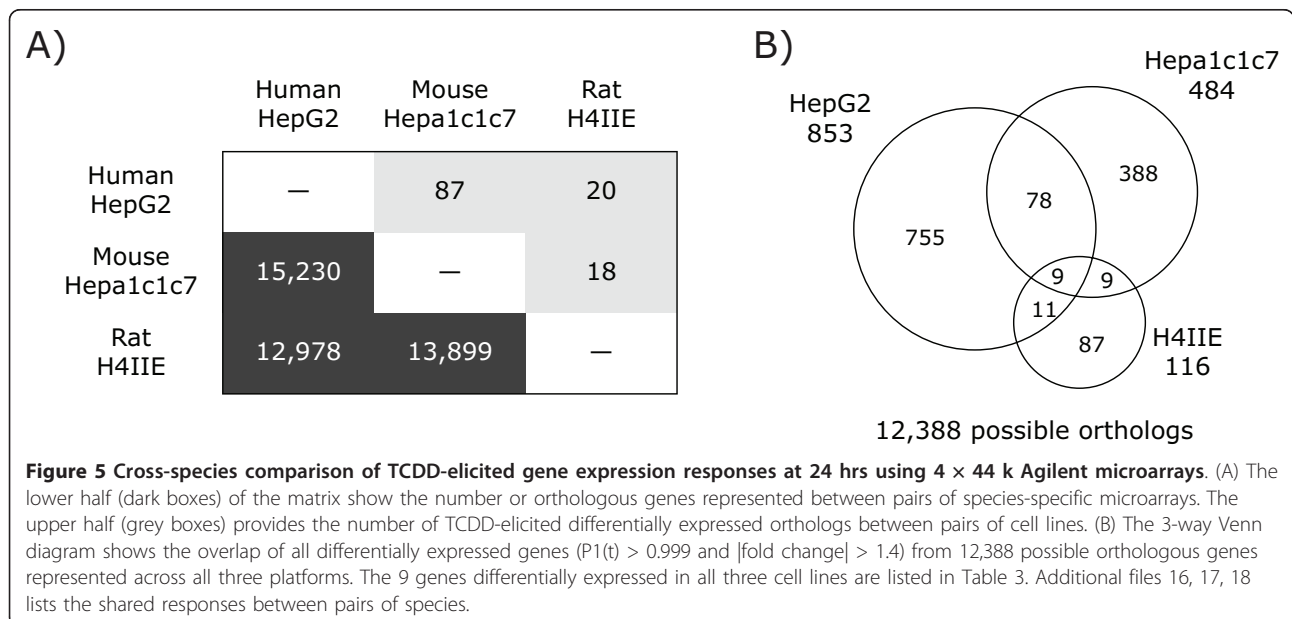 A)
Human HepG2
Mouse Hepa1c1c7
Rat H4IIE
Human HepG2 — 87 20
Mouse Hepa1c1c7 15,230 — 18
Rat H4IIE 12,978 13,899 —
B)
HepG2
853
Hepa1c1c7
484
755
78
388
9
9
11
87
H4IIE
116
12,388 possible orthologs
Figure 5 Cross-species comparison of TCDD-elicited gene expression responses at 24 hrs using 4 × 44 k Agilent microarrays. (A) The
lower half (dark boxes) of the matrix show the number or orthologous genes represented between pairs of species-specific microarrays. The
upper half (grey boxes) provides the number of TCDD-elicited differentially expressed orthologs between pairs of cell lines. (B) The 3-way Venn
diagram shows the overlap of all differentially expressed genes (P1(t) > 0.999 and |fold change| > 1.4) from 12,388 possible orthologous genes
represented across all three platforms. The 9 genes differentially expressed in all three cell lines are listed in Table 3. Additional files 16, 17, 18
lists the shared responses between pairs of species.